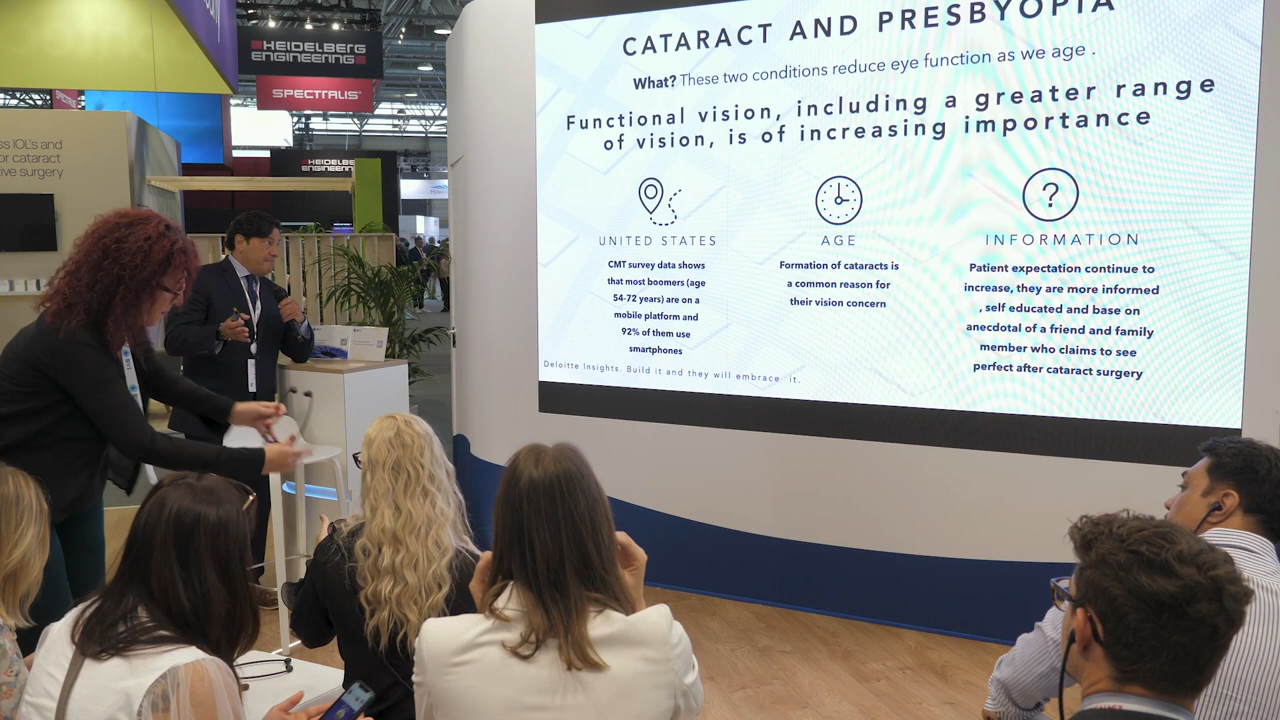 HEIDELBERG
ENGINEERING
SPECTRALIS
ss IOL's and
or cataract
tive surgery
HEIDELBERG
ENGINEERING
CATARACT AND PRESBYOPIA
What? These two conditions reduce eye function as we age .
Functional vision, including a greater range
of vision, is of increasing importance
?
UNITED STATES
CMT survey data shows
that most boomers (age
54-72 years) are on a
mobile platform and
92% of them use
smartphones
AGE
Formation of cataracts is
a common reason for
their vision concern
INFORMATION
Patient expectation continue to
increase, they are more informed
, self educated and base on
anecdotal of a friend and family
member who claims to see
perfect after cataract surgery
Deloitte Insights. Build it and they will embrace it.